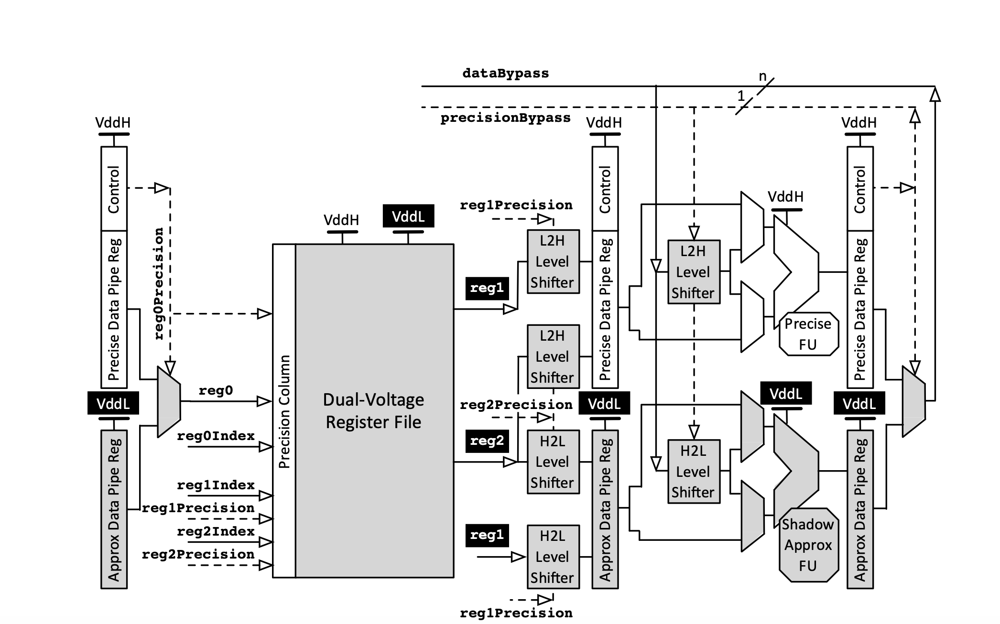 dataBypass
n
1
precisionBypass
VddH
VddH
VddH
Control
Control
Control
VddH
reg1Precision
VddL
VddH
reg0Precision
Precise Data Pipe Reg
L2H
Level
Shifter
Precise Data Pipe Reg
L2H
Level
Shifter
Precise Data Pipe Reg
reg1
Precise
FU
L2H
Level
Shifter
Precision Column
Dual-Voltage
Register File
reg0
VddL
reg2Precision
VddL
VddL
VddL
reg0Index
reg2
H2L
Level
Shifter
H2L
Level
Shifter
Approx Data Pipe Reg
Approx Data Pipe Reg
Approx Data Pipe Reg
reg1Index
reg1Precision
reg2Index
reg2Precision
reg1
H2L
Level
Shifter
Shadow
Approx
FU
reg1Precision